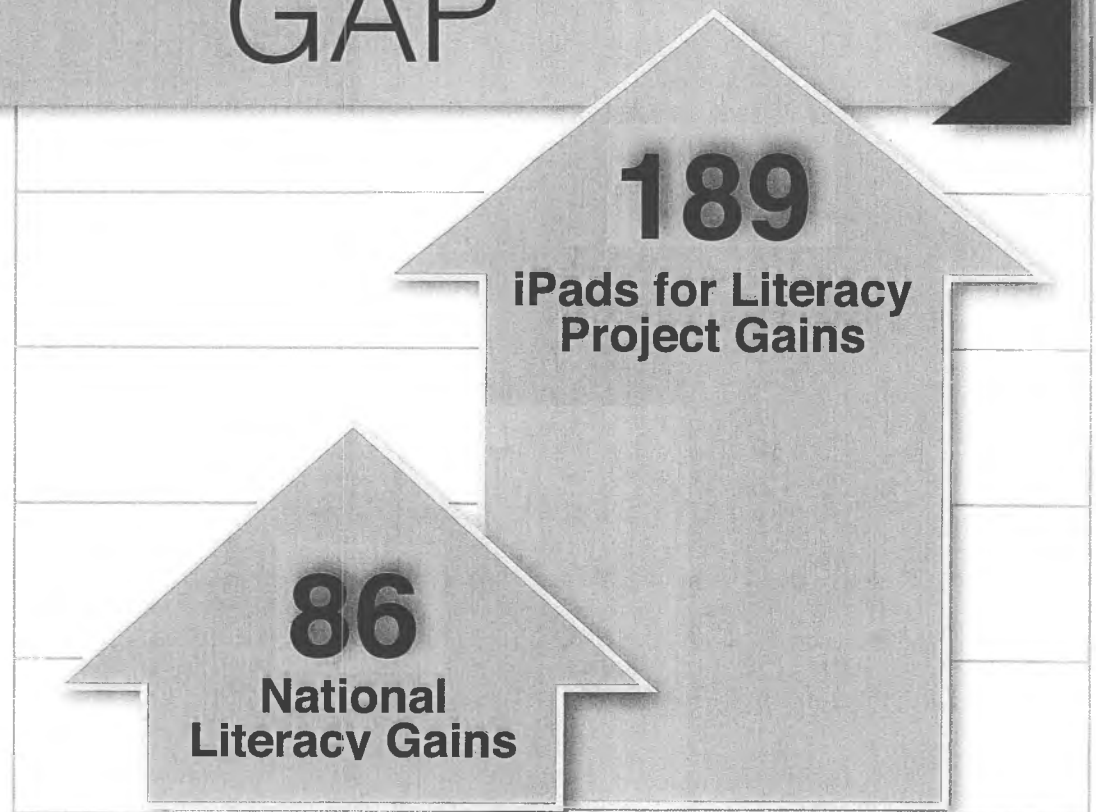 GAP
189
iPads for Literacy
Project Gains
86
National
Literacy Gains